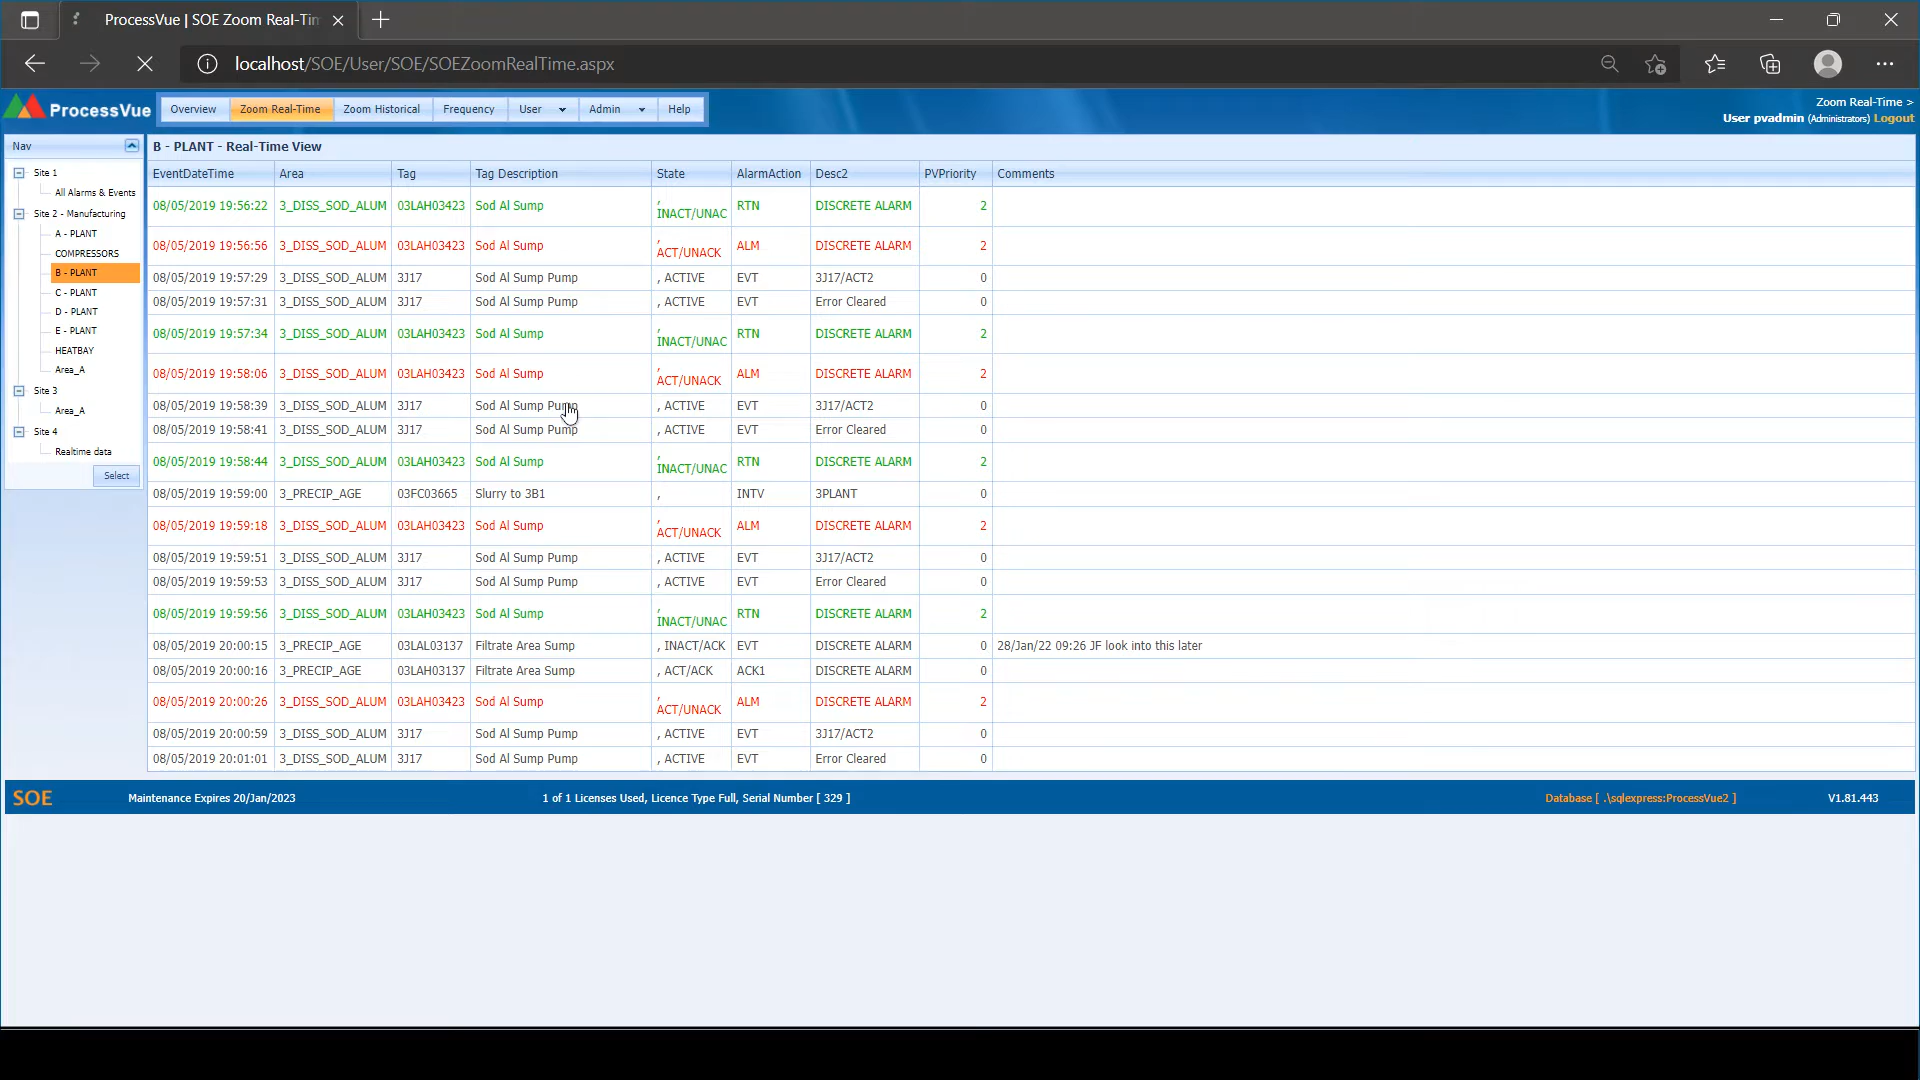 ProcessVue | SOE Zoom Real-Tim
localhost/SOE/User/SOE/SOEZoomRealTime.aspx
ProcessVue
Overview Zoom Real-Time Zoom Historical Frequency User Admin Help
Zoom Real-Time >
User pvadmin (Administrators) Logout
Nav
Site 1
All Alarms & Events
Site 2 - Manufacturing
A - PLANT
COMPRESSORS
B - PLANT
C - PLANT
D - PLANT
E - PLANT
HEATBAY
Area_A
Site 3
Area_A
Site 4
Realtime data
Select
B - PLANT - Real-Time View
EventDateTime Area Tag Tag Description State AlarmAction Desc2 PVPriority Comments
08/05/2019 19:56:22 3_DISS_SOD_ALUM 03LAH03423 Sod Al Sump , INACT/UNAC RTN DISCRETE ALARM 2
08/05/2019 19:56:56 3_DISS_SOD_ALUM 03LAH03423 Sod Al Sump , ACT/UNACK ALM DISCRETE ALARM 2
08/05/2019 19:57:29 3_DISS_SOD_ALUM 3J17 Sod Al Sump Pump , ACTIVE EVT 3J17/ACT2 0
08/05/2019 19:57:31 3_DISS_SOD_ALUM 3J17 Sod Al Sump Pump , ACTIVE EVT Error Cleared 0
08/05/2019 19:57:34 3_DISS_SOD_ALUM 03LAH03423 Sod Al Sump , INACT/UNAC RTN DISCRETE ALARM 2
08/05/2019 19:58:06 3_DISS_SOD_ALUM 03LAH03423 Sod Al Sump , ACT/UNACK ALM DISCRETE ALARM 2
08/05/2019 19:58:39 3_DISS_SOD_ALUM 3J17 Sod Al Sump Pump , ACTIVE EVT 3J17/ACT2 0
08/05/2019 19:58:41 3_DISS_SOD_ALUM 3J17 Sod Al Sump Pump , ACTIVE EVT Error Cleared 0
08/05/2019 19:58:44 3_DISS_SOD_ALUM 03LAH03423 Sod Al Sump , INACT/UNAC RTN DISCRETE ALARM 2
08/05/2019 19:59:00 3_PRECIP_AGE 03FC03665 Slurry to 3B1 , INTV 3PLANT 0
08/05/2019 19:59:18 3_DISS_SOD_ALUM 03LAH03423 Sod Al Sump , ACT/UNACK ALM DISCRETE ALARM 2
08/05/2019 19:59:51 3_DISS_SOD_ALUM 3J17 Sod Al Sump Pump , ACTIVE EVT 3J17/ACT2 0
08/05/2019 19:59:53 3_DISS_SOD_ALUM 3J17 Sod Al Sump Pump , ACTIVE EVT Error Cleared 0
08/05/2019 19:59:56 3_DISS_SOD_ALUM 03LAH03423 Sod Al Sump , INACT/UNAC RTN DISCRETE ALARM 2
08/05/2019 20:00:15 3_PRECIP_AGE 03LAL03137 Filtrate Area Sump , INACT/ACK EVT DISCRETE ALARM 0 28/Jan/22 09:26 JF look into this later
08/05/2019 20:00:16 3_PRECIP_AGE 03LAH03137 Filtrate Area Sump , ACT/ACK ACK1 DISCRETE ALARM 0
08/05/2019 20:00:26 3_DISS_SOD_ALUM 03LAH03423 Sod Al Sump , ACT/UNACK ALM DISCRETE ALARM 2
08/05/2019 20:00:59 3_DISS_SOD_ALUM 3J17 Sod Al Sump Pump , ACTIVE EVT 3J17/ACT2 0
08/05/2019 20:01:01 3_DISS_SOD_ALUM 3J17 Sod Al Sump Pump , ACTIVE EVT Error Cleared 0
SOE Maintenance Expires 20/Jan/2023 1 of 1 Licenses Used, Licence Type Full, Serial Number [ 329 ] Database [ .\sqlexpress:ProcessVue2 ] V1.81.443